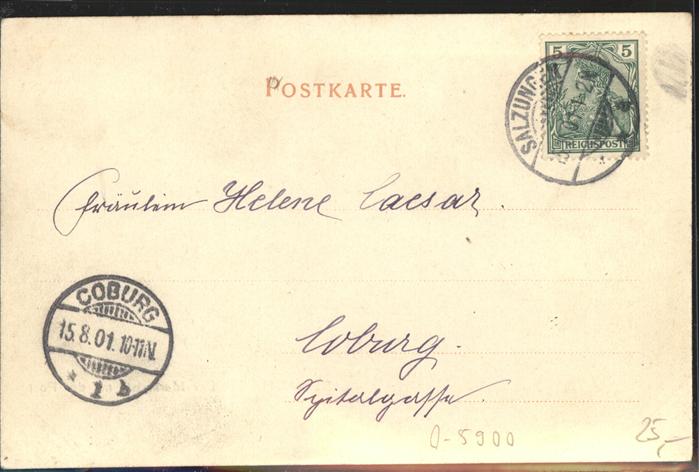 5 5
POSTKARTE.
SALZUNGEN
REICHSPOST
Fräulein Helene Caesar.
COBURG
15.8.01. 10-11N.
* 1 b
Coburg.
Spitalgasse.
0-5900
25,-